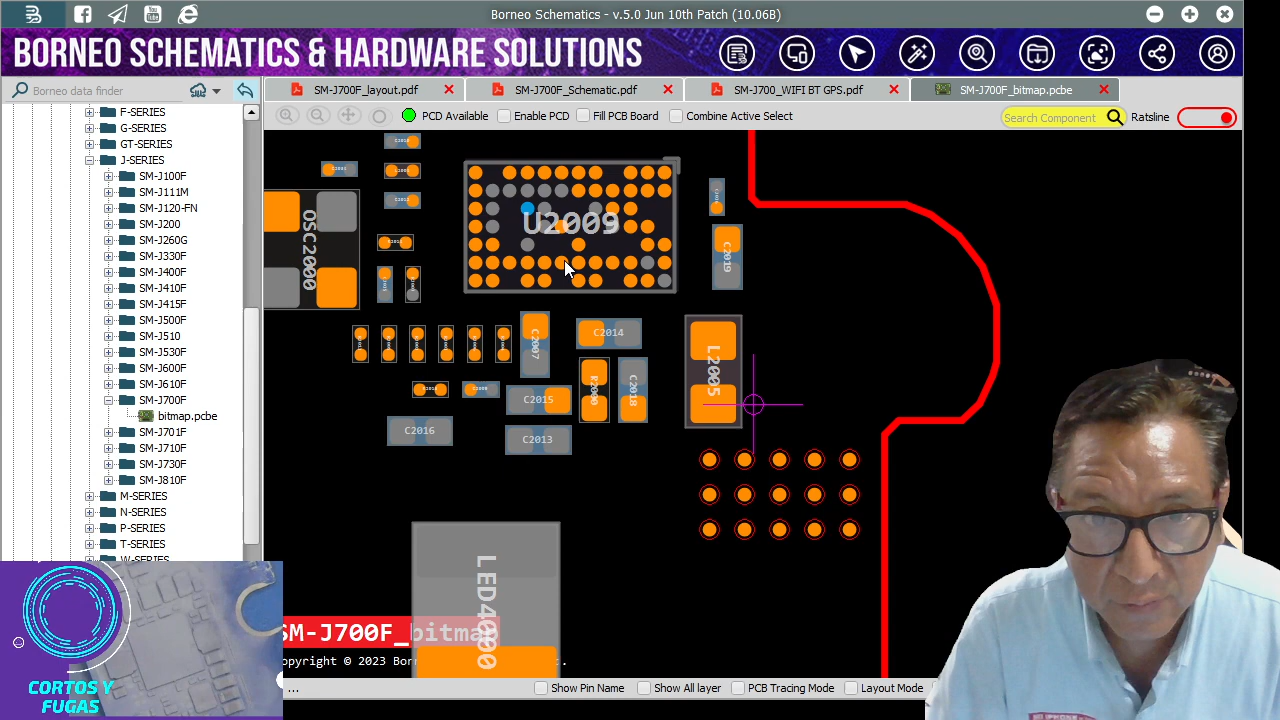 Borneo Schematics - v.5.0 Jun 10th Patch (10.06B)
BORNEO SCHEMATICS & HARDWARE SOLUTIONS
Borneo data finder
SM-J700F_layout.pdf
SM-J700F_Schematic.pdf
SM-J700_WIFI BT GPS.pdf
SM-J700F_bitmap.pcbe
PCD Available
Enable PCD
Fill PCB Board
Combine Active Select
Search Component
Ratsline
F-SERIES
G-SERIES
GT-SERIES
J-SERIES
SM-J100F
SM-J111M
SM-J120-FN
SM-J200
SM-J260G
SM-J330F
SM-J400F
SM-J410F
SM-J415F
SM-J500F
SM-J510
SM-J530F
SM-J600F
SM-J610F
SM-J700F
bitmap.pcbe
SM-J701F
SM-J710F
SM-J730F
SM-J810F
M-SERIES
N-SERIES
P-SERIES
T-SERIES
W-SERIES
OSC2000
U2009
C2019
C2007
C2014
L2005
R2000
C2018
C2015
C2016
C2013
LED4000
SM-J700F_bitmap
opyright © 2023 Bor
...
Show Pin Name
Show All layer
PCB Tracing Mode
Layout Mode
CORTOS Y
FUGAS